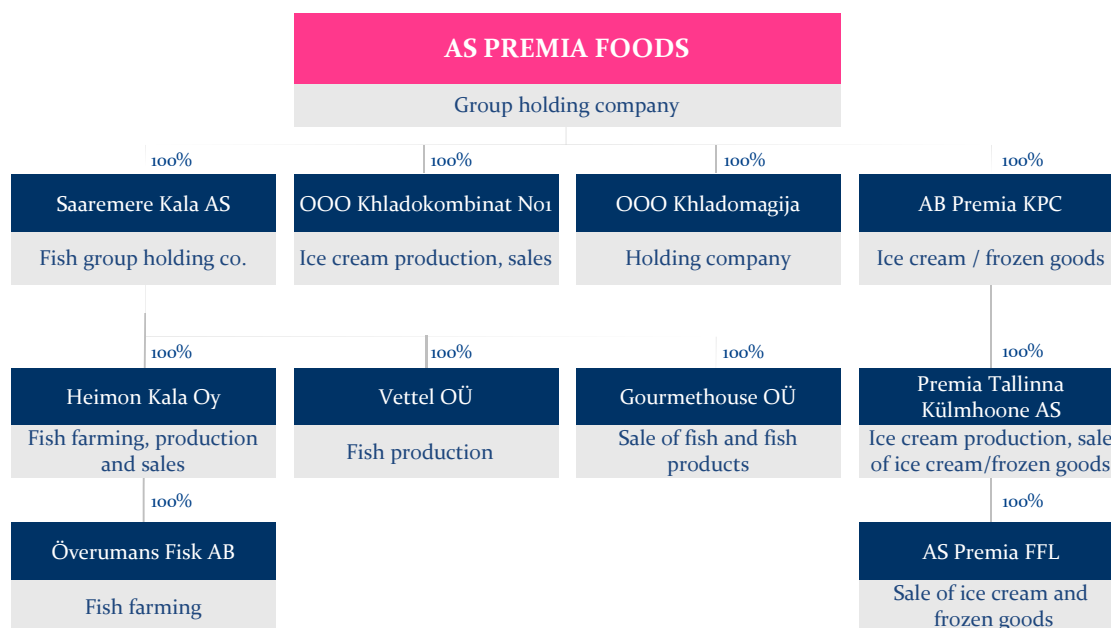 AS PREMIA FOODS
Group holding company
100%
100%
100%
100%
Saaremere Kala AS
OOO Khladokombinat No1
OOO Khladomagija
AB Premia KPC
Fish group holding co.
Ice cream production, sales
Holding company
Ice cream / frozen goods
100%
100%
100%
100%
Heimon Kala Oy
Vettel OÜ
Gourmethouse OÜ
Premia Tallinna
Külmhoone AS
Fish farming, production
and sales
Fish production
Sale of fish and fish
products
Ice cream production, sale
of ice cream/frozen goods
100%
100%
Överumans Fisk AB
AS Premia FFL
Fish farming
Sale of ice cream and
frozen goods